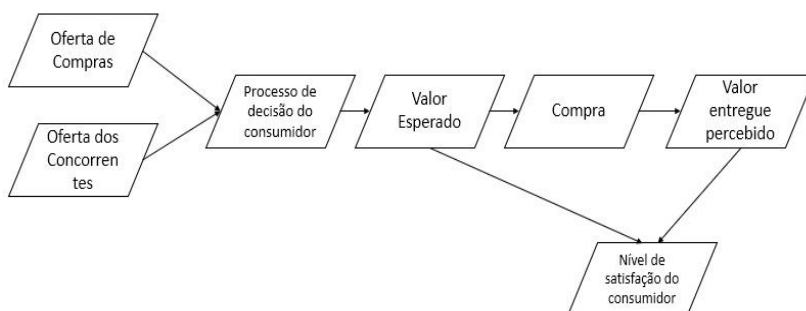 Oferta de
Compras
Processo de
decisão do
consumidor
Valor
Esperado
Compra
Valor
entregue
percebido
Oferta dos
Concorren
tes
Nível de
satisfação do
consumidor